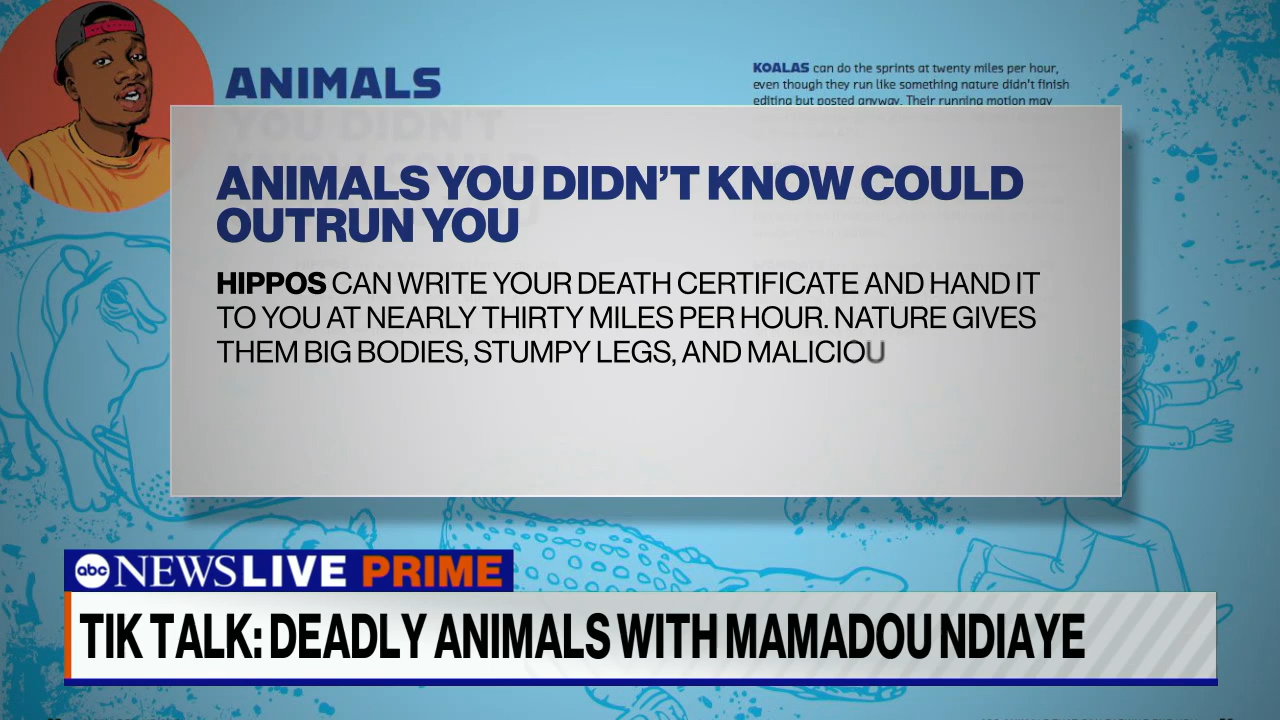 ANIMALS
YOU DIDN'T
KOALAS can do the sprints at twenty miles per hour,
even though they run like something nature didn't finish
editing but posted anyway. Their running motion may
ANIMALS YOU DIDN'T KNOW COULD
OUTRUN YOU
HIPPOS CAN WRITE YOUR DEATH CERTIFICATE AND HAND IT
TO YOU AT NEARLY THIRTY MILES PER HOUR. NATURE GIVES
THEM BIG BODIES, STUMPY LEGS, AND MALICIOU
abc NEWS LIVE PRIME
TIK TALK: DEADLY ANIMALS WITH MAMADOU NDIAYE